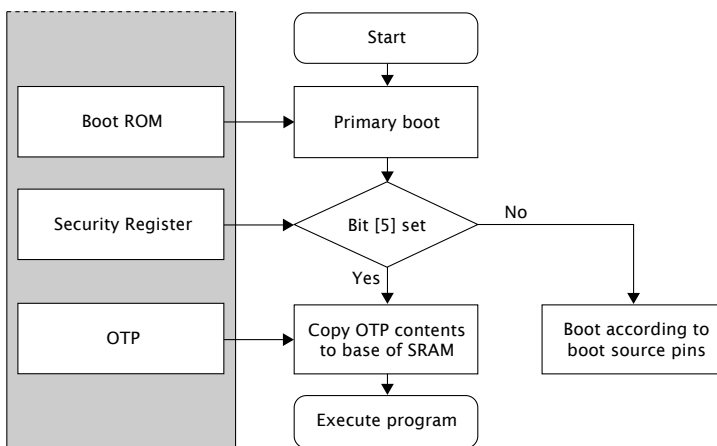 Start
Boot ROM
Primary boot
Security Register
Bit [5] set
No
Yes
OTP
Copy OTP contents
to base of SRAM
Boot according to
boot source pins
Execute program